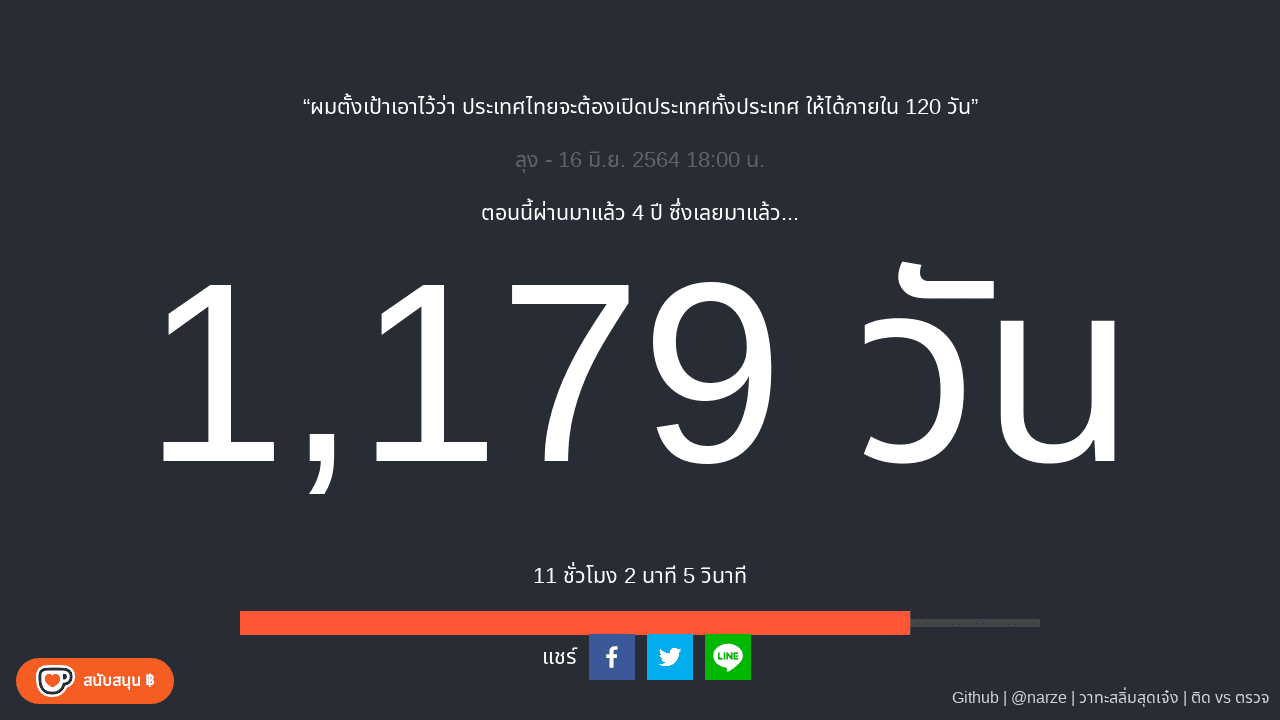 “ผมตั้งเป้าเอาไว้ว่า ประเทศไทยจะต้องเปิดประเทศทั้งประเทศ ให้ได้ภายใน 120 วัน”
ลุง - 16 มิ.ย. 2564 18:00 น.
ตอนนี้ผ่านมาแล้ว 4 ปี ซึ่งเลยมาแล้ว...
1,179 วัน
11 ชั่วโมง 2 นาที 5 วินาที
แชร์
LINE
สนับสนุน ฿
Github | @narze | วาทะสลิ่มสุดเจ๋ง | ติด vs ตรวจ